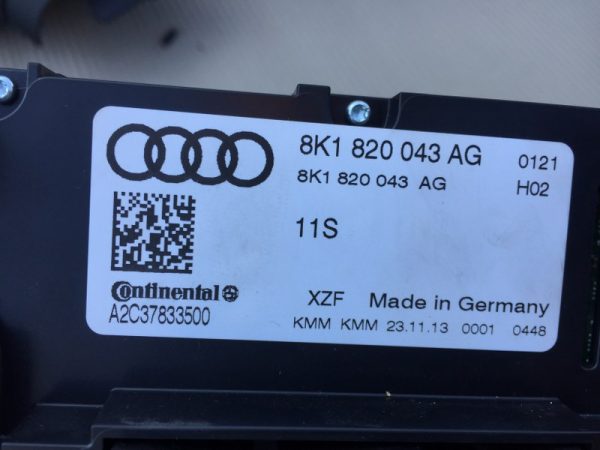 8K1 820 043 AG 0121
8K1 820 043 AG H02
11S
Continental
A2C37833500
XZF Made in Germany
KMM KMM 23.11.13 0001 0448